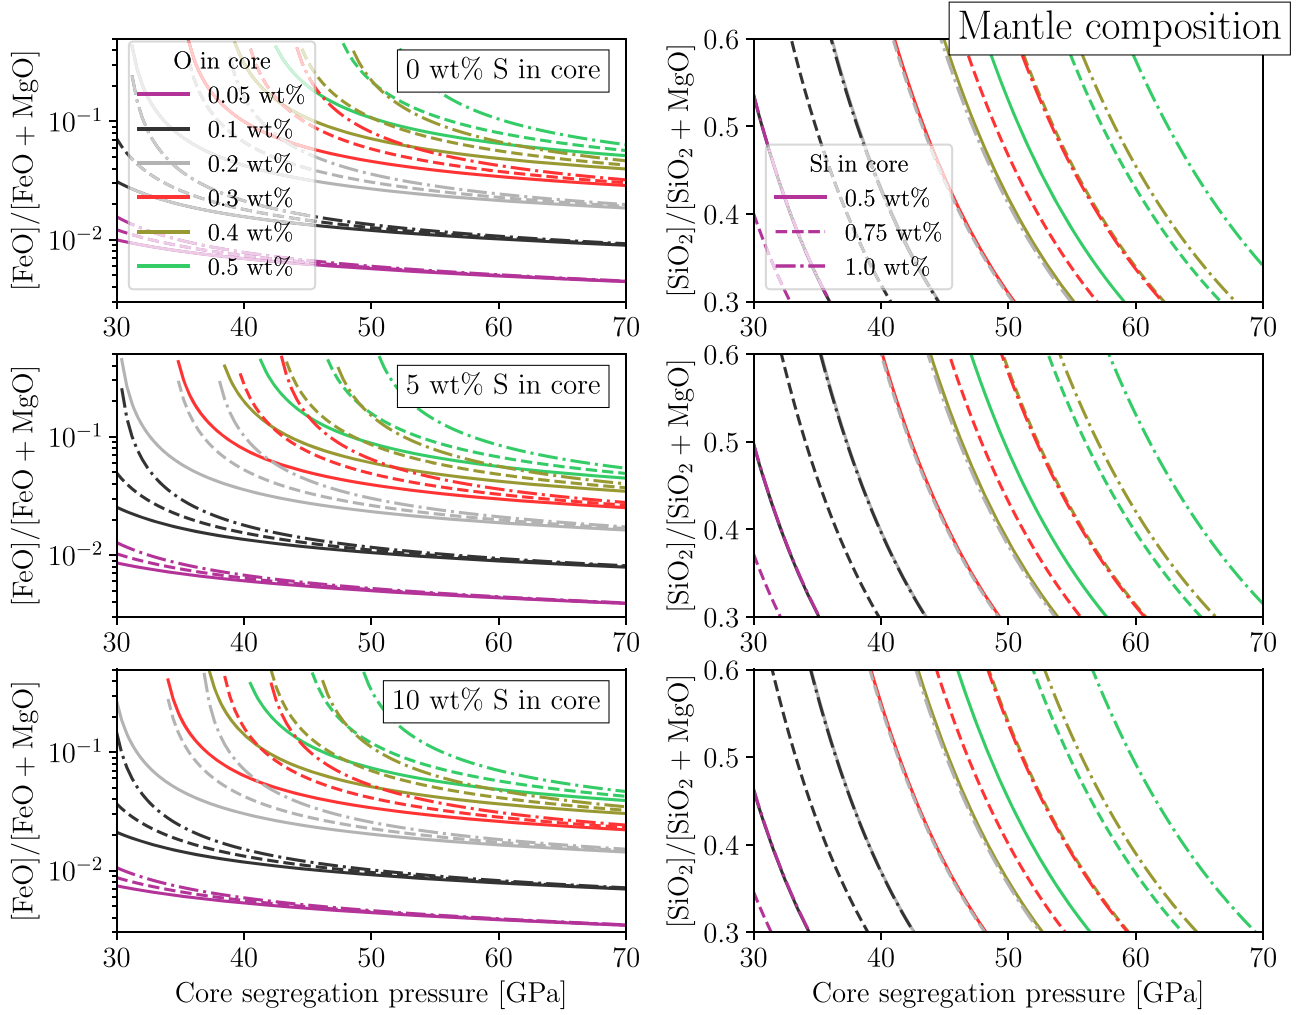 Mantle composition
[FeO]/[FeO + MgO]
10⁻¹
10⁻²
O in core
0.05 wt%
0.1 wt%
0.2 wt%
0.3 wt%
0.4 wt%
0.5 wt%
0 wt% S in core
30 40 50 60 70
[SiO₂]/[SiO₂ + MgO]
0.6
0.5
0.4
0.3
Si in core
0.5 wt%
0.75 wt%
1.0 wt%
30 40 50 60 70
[FeO]/[FeO + MgO]
10⁻¹
10⁻²
5 wt% S in core
30 40 50 60 70
[SiO₂]/[SiO₂ + MgO]
0.6
0.5
0.4
0.3
30 40 50 60 70
[FeO]/[FeO + MgO]
10⁻¹
10⁻²
10 wt% S in core
30 40 50 60 70
Core segregation pressure [GPa]
[SiO₂]/[SiO₂ + MgO]
0.6
0.5
0.4
0.3
30 40 50 60 70
Core segregation pressure [GPa]